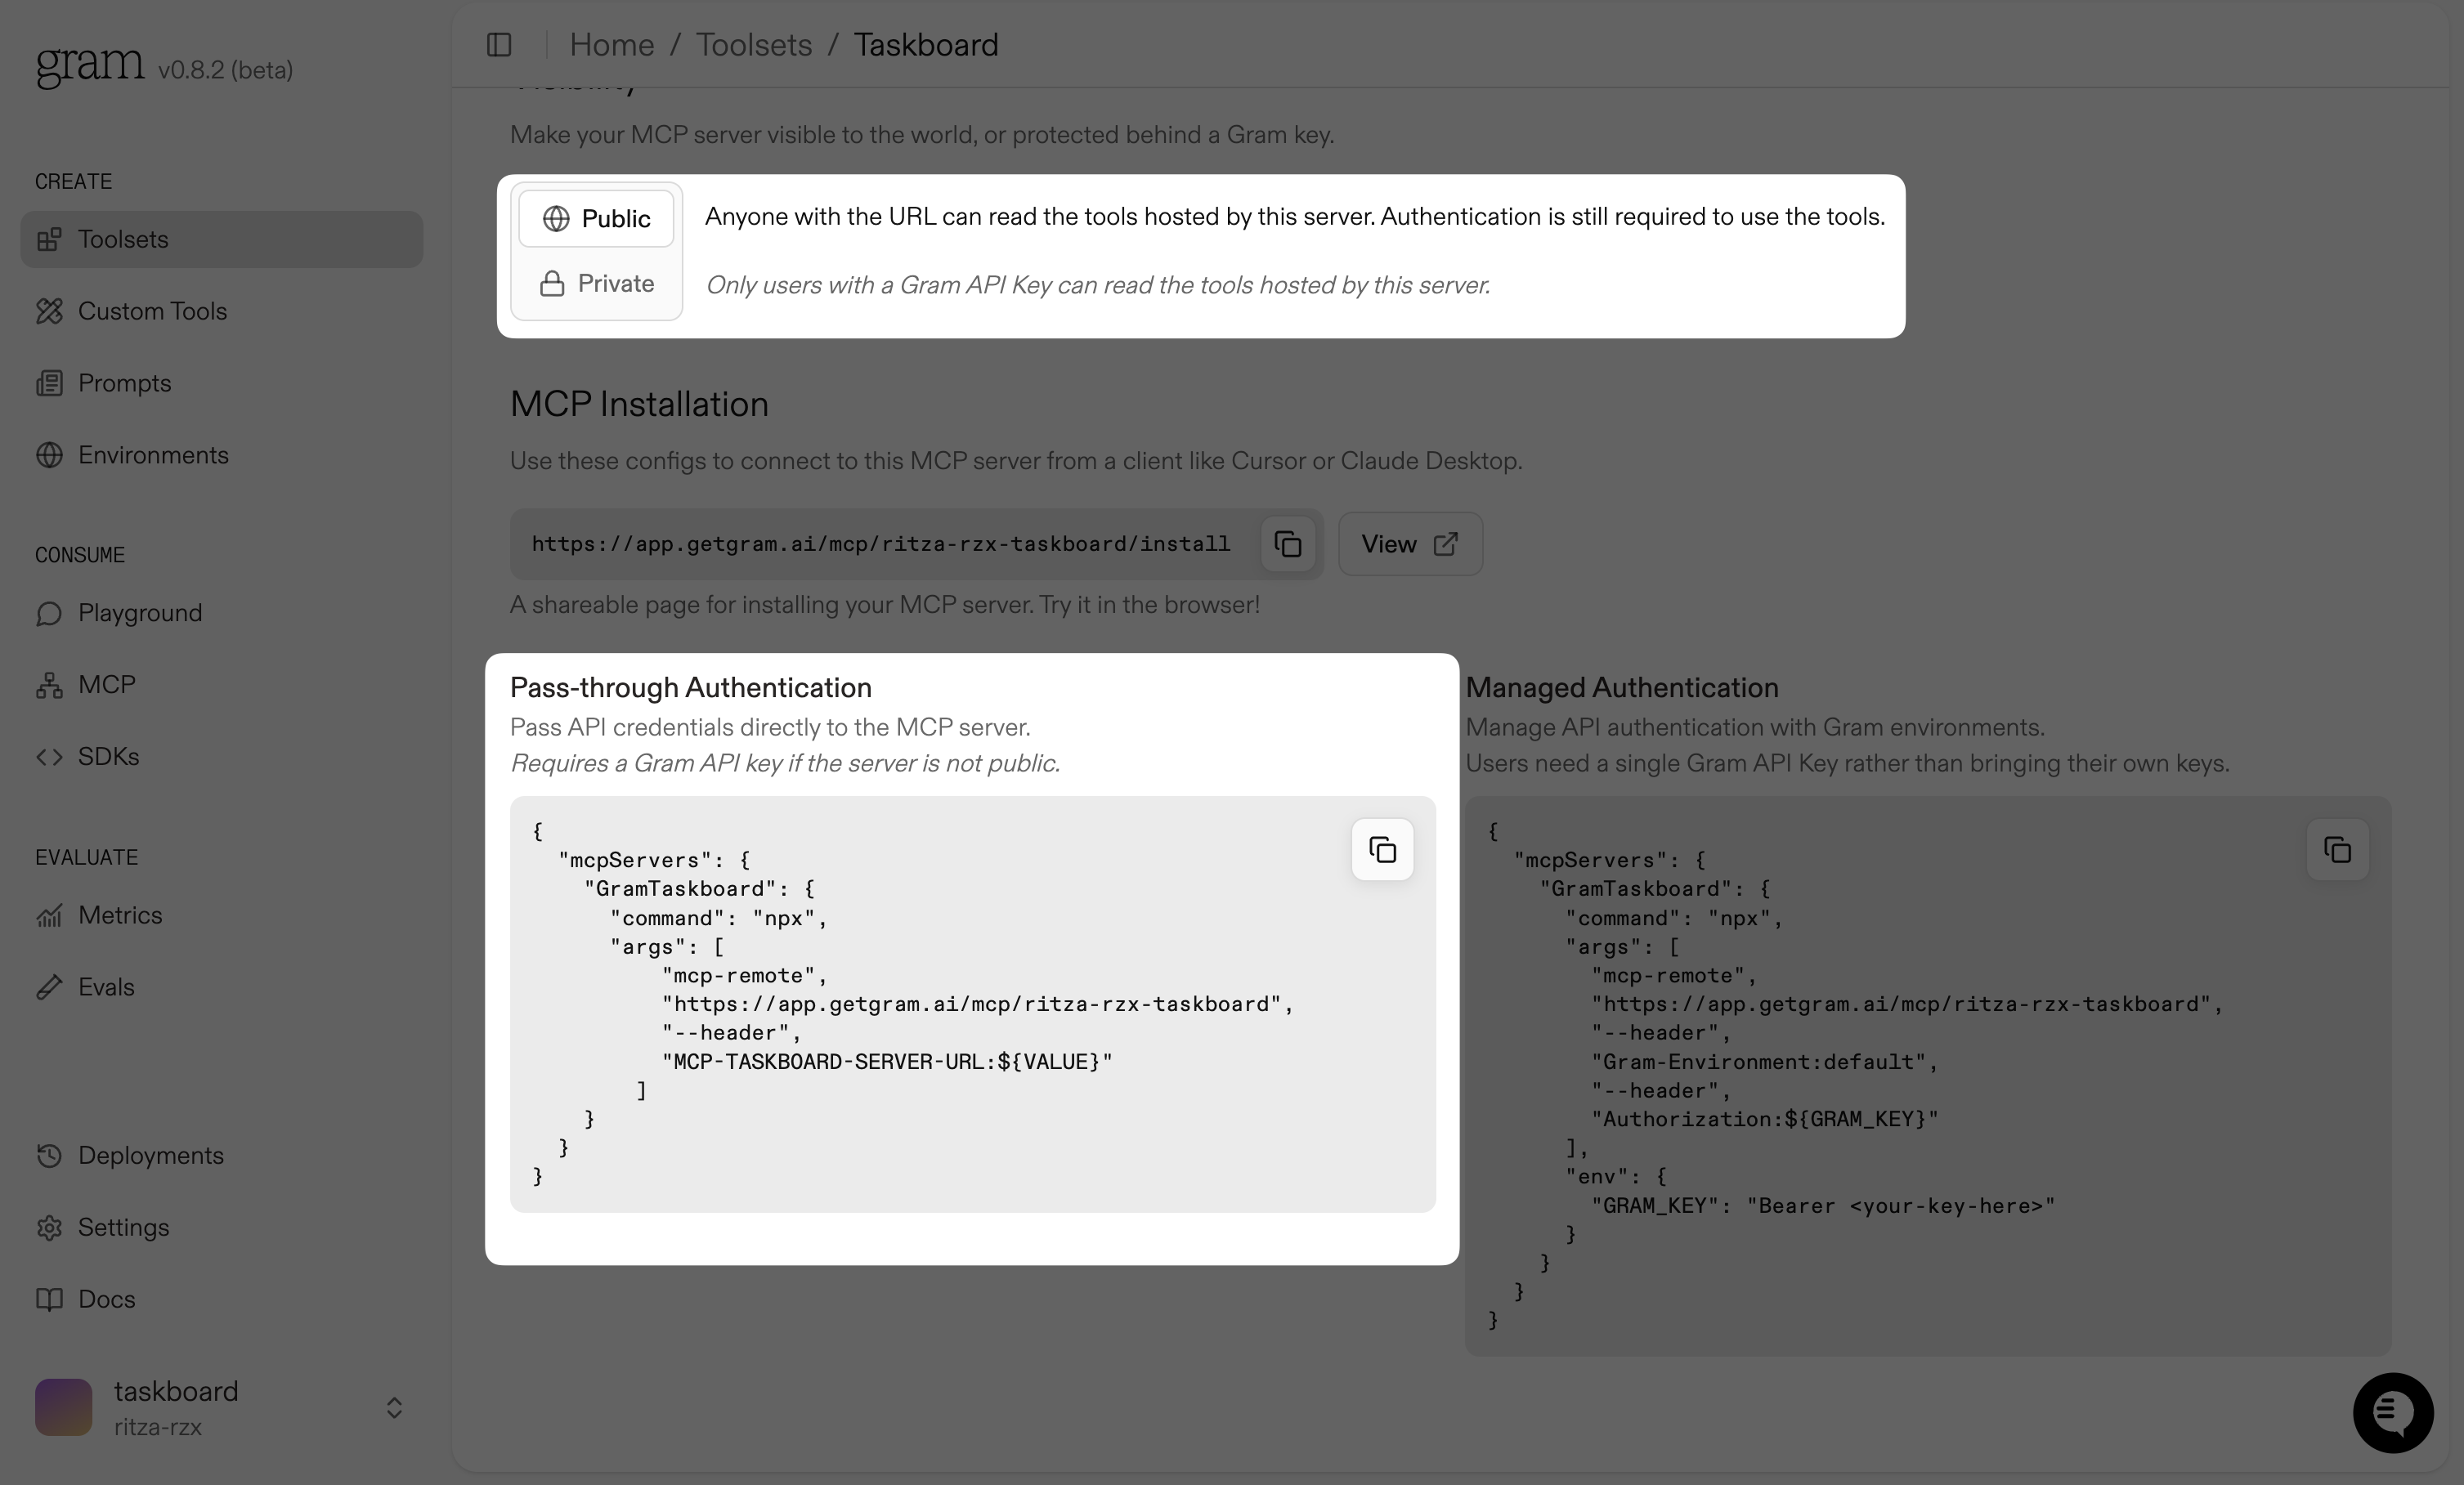 gram v0.8.2 (beta)
CREATE
Toolsets
Custom Tools
Prompts
Environments
CONSUME
Playground
MCP
SDKs
EVALUATE
Metrics
Evals
Deployments
Settings
Docs
taskboard
ritza-rzx
Home / Toolsets / Taskboard
Visibility
Make your MCP server visible to the world, or protected behind a Gram key.
Public
Anyone with the URL can read the tools hosted by this server. Authentication is still required to use the tools.
Private
Only users with a Gram API Key can read the tools hosted by this server.
MCP Installation
Use these configs to connect to this MCP server from a client like Cursor or Claude Desktop.
https://app.getgram.ai/mcp/ritza-rzx-taskboard/install
View
A shareable page for installing your MCP server. Try it in the browser!
Pass-through Authentication
Pass API credentials directly to the MCP server.
Requires a Gram API key if the server is not public.
{
  "mcpServers": {
    "GramTaskboard": {
      "command": "npx",
      "args": [
          "mcp-remote",
          "https://app.getgram.ai/mcp/ritza-rzx-taskboard",
          "--header",
          "MCP-TASKBOARD-SERVER-URL:${VALUE}"
        ]
    }
  }
}
Managed Authentication
Manage API authentication with Gram environments.
Users need a single Gram API Key rather than bringing their own keys.
{
  "mcpServers": {
    "GramTaskboard": {
      "command": "npx",
      "args": [
        "mcp-remote",
        "https://app.getgram.ai/mcp/ritza-rzx-taskboard",
        "--header",
        "Gram-Environment:default",
        "--header",
        "Authorization:${GRAM_KEY}"
      ],
      "env": {
        "GRAM_KEY": "Bearer <your-key-here>"
      }
    }
  }
}